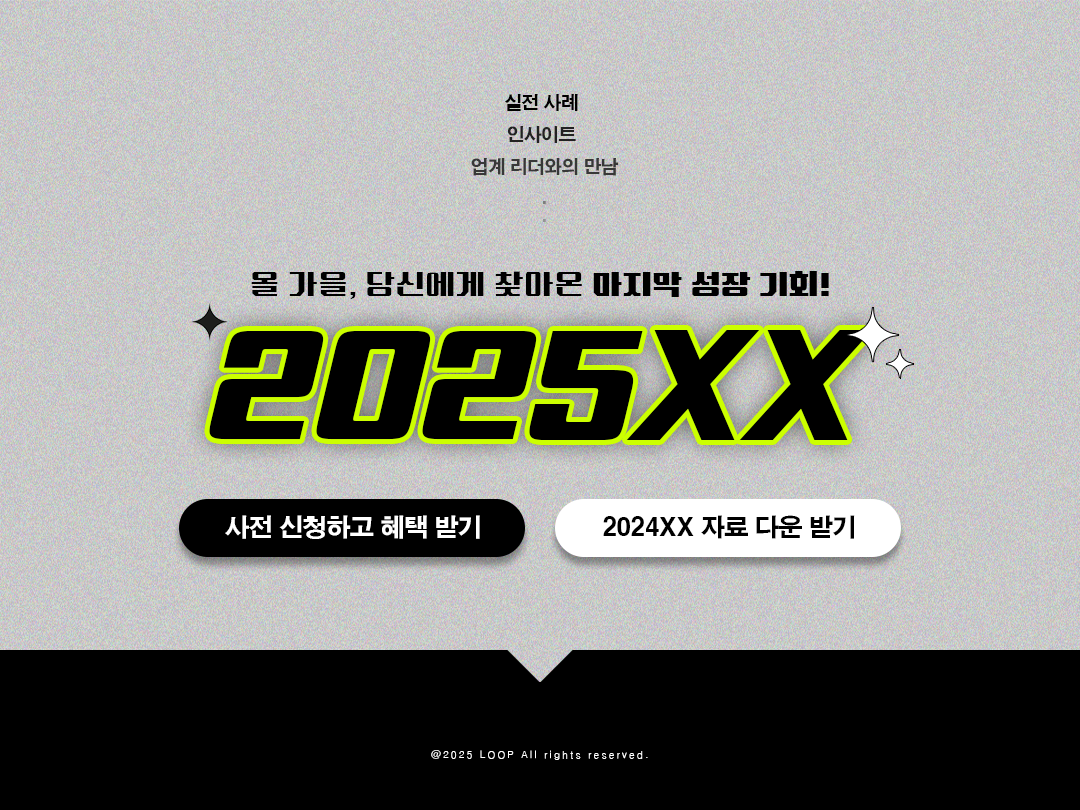 실전 사례
인사이트
업계 리더와의 만남
올 가을, 당신에게 찾아온 마지막 성장 기회!
2025XX
사전 신청하고 혜택 받기
2024XX 자료 다운 받기
@2025 LOOP All rights reserved.